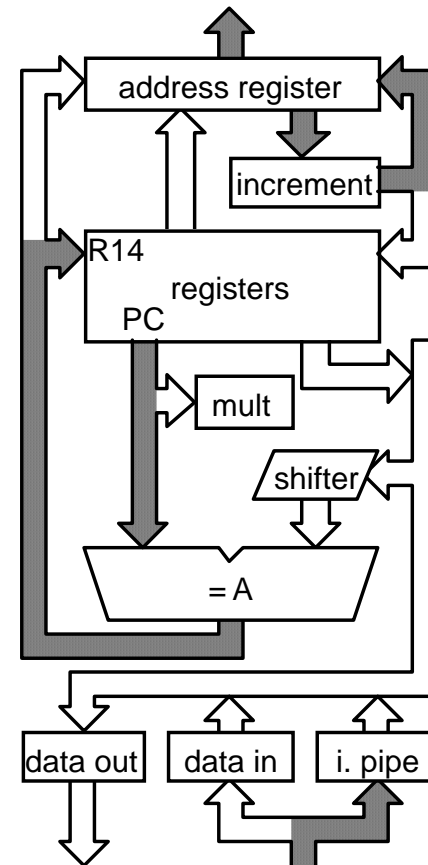 address register
increment
R14
registers
PC
mult
shifter
= A
data out
data in
i. pipe